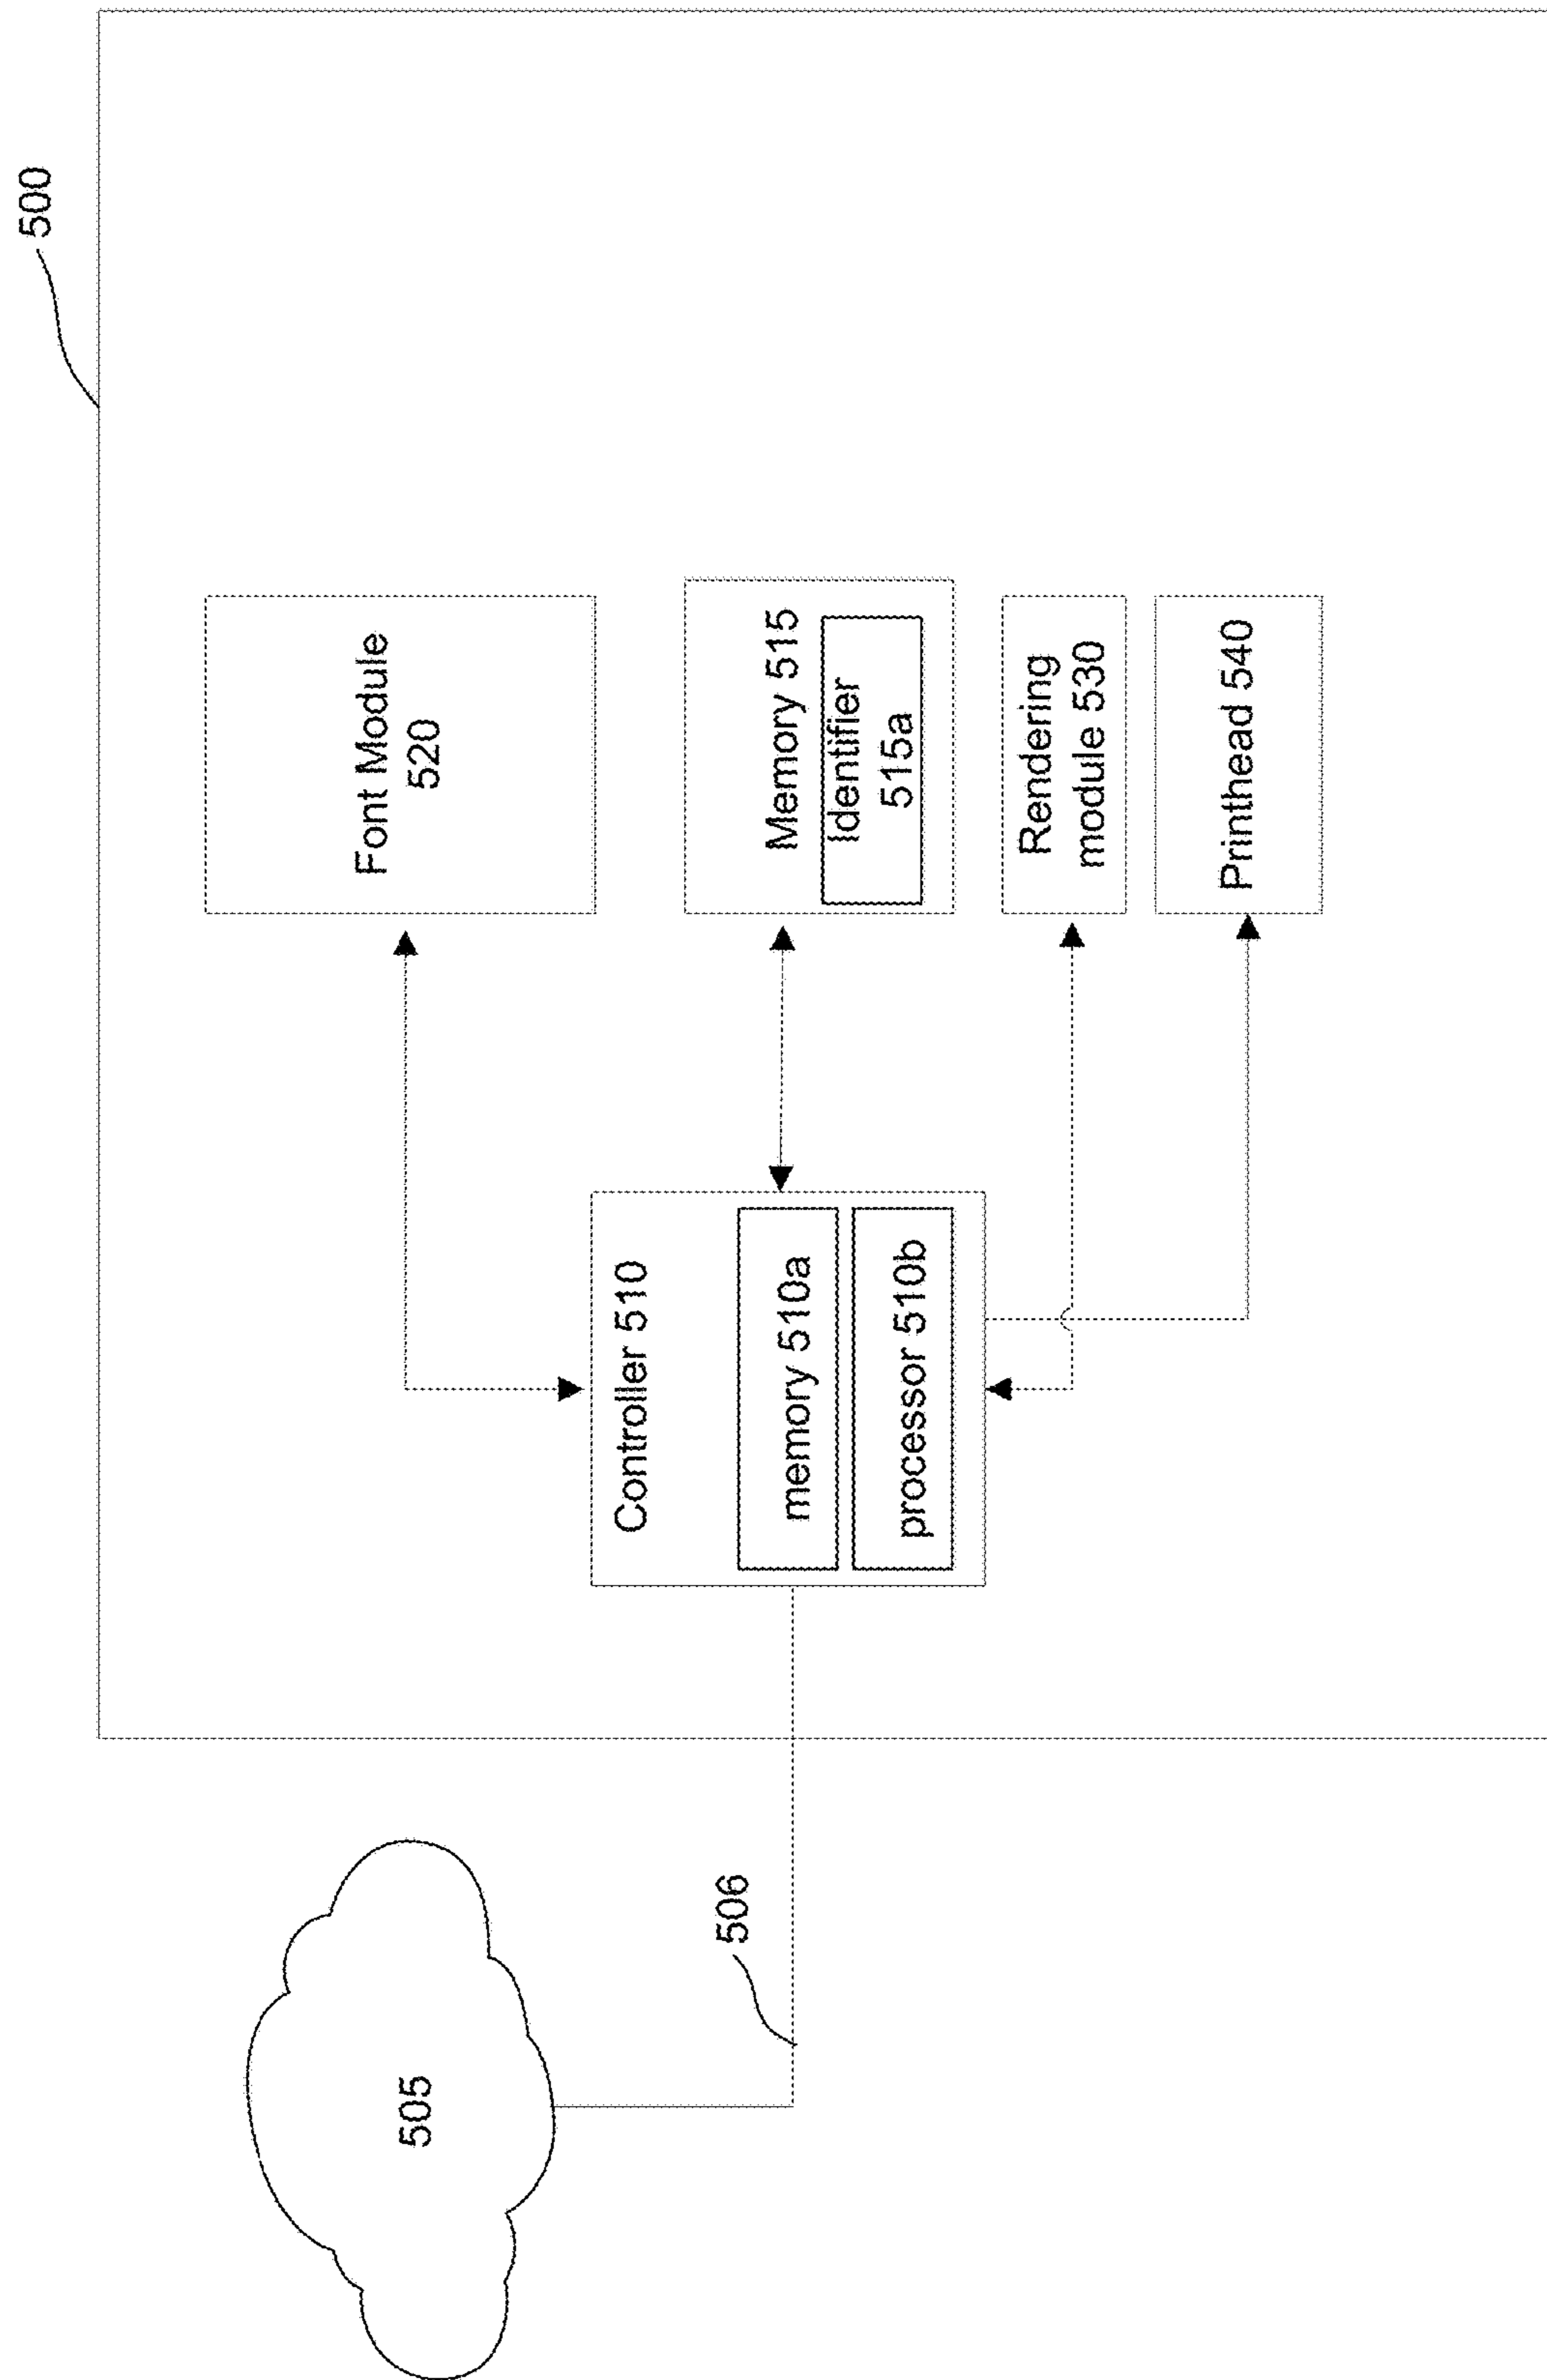 500
505
506
Controller 510
memory 510a
processor 510b
Font Module
520
Memory 515
Identifier
515a
Rendering
module 530
Printhead 540